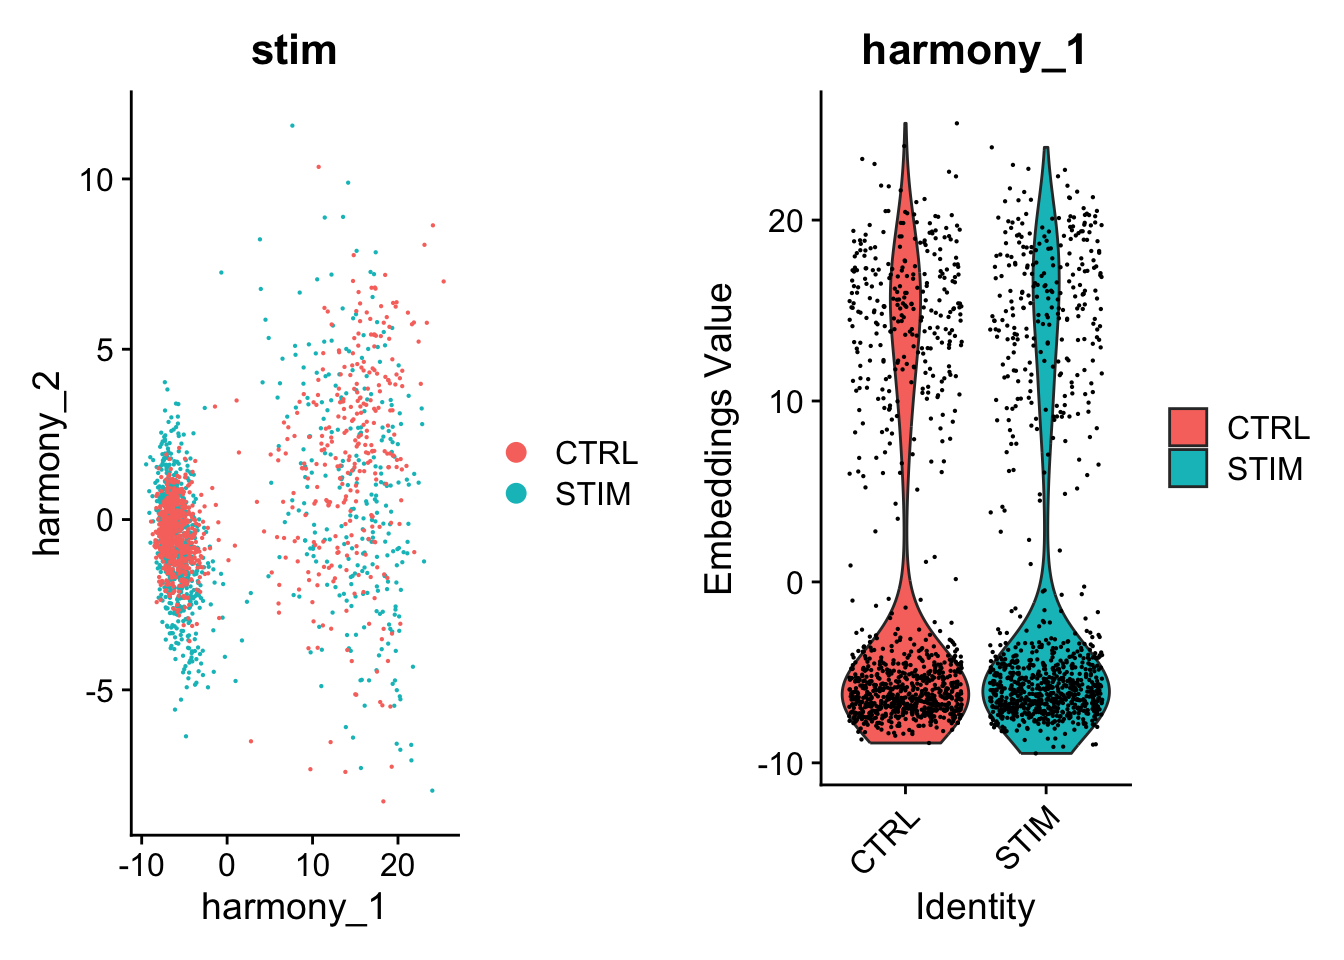 stim
harmony_2
10
5
0
-5
-10
0
10
20
harmony_1
CTRL
STIM
harmony_1
Embeddings Value
20
10
0
-10
CTRL
STIM
Identity
CTRL
STIM